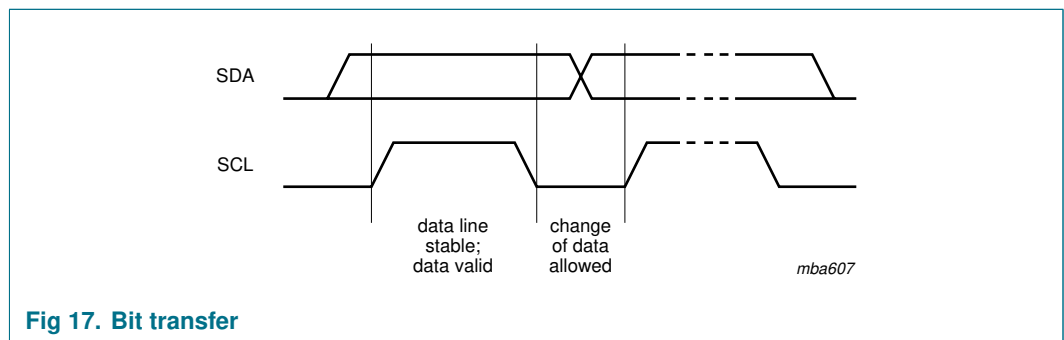 SDA
SCL
data line
stable;
data valid
change
of data
allowed
mba607
Fig 17. Bit transfer